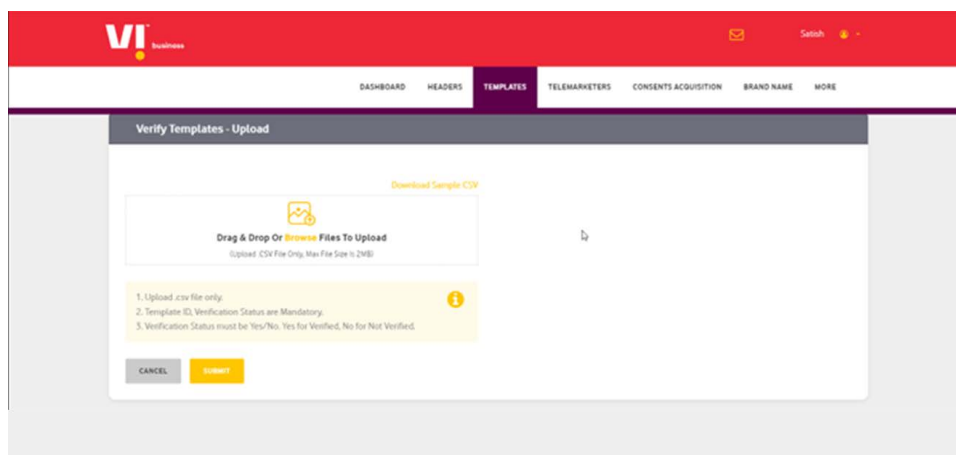 VI business
Satish
DASHBOARD HEADERS TEMPLATES TELEMARKETERS CONSENTS ACQUISITION BRAND NAME MORE
Verify Templates - Upload
Download Sample CSV
Drag & Drop Or Browse Files To Upload
(Upload .CSV File Only, Max File Size Is 2MB)
1. Upload .csv file only.
2. Template ID, Verification Status are Mandatory.
3. Verification Status must be Yes/No. Yes for Verified, No for Not Verified.
CANCEL SUBMIT